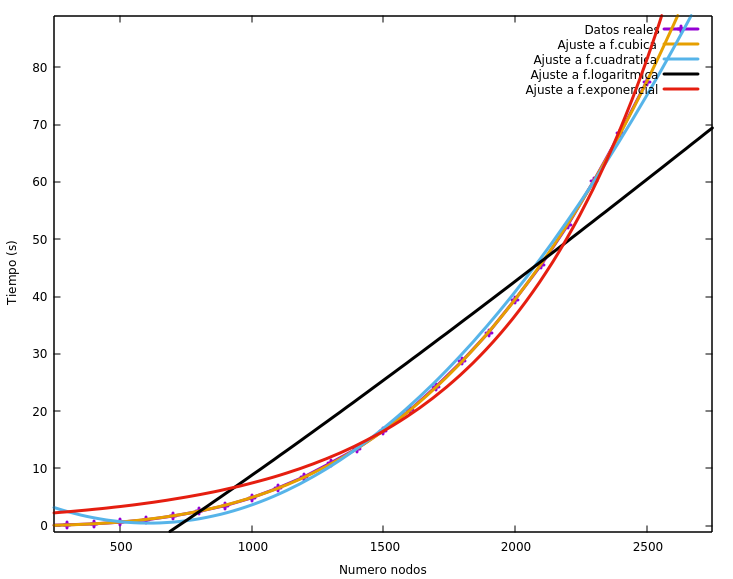 Datos reales
Ajuste a f.cubica
Ajuste a f.cuadratica
Ajuste a f.logaritmica
Ajuste a f.exponencial
80
70
60
50
40
30
20
10
0
Tiempo (s)
500
1000
1500
2000
2500
Numero nodos